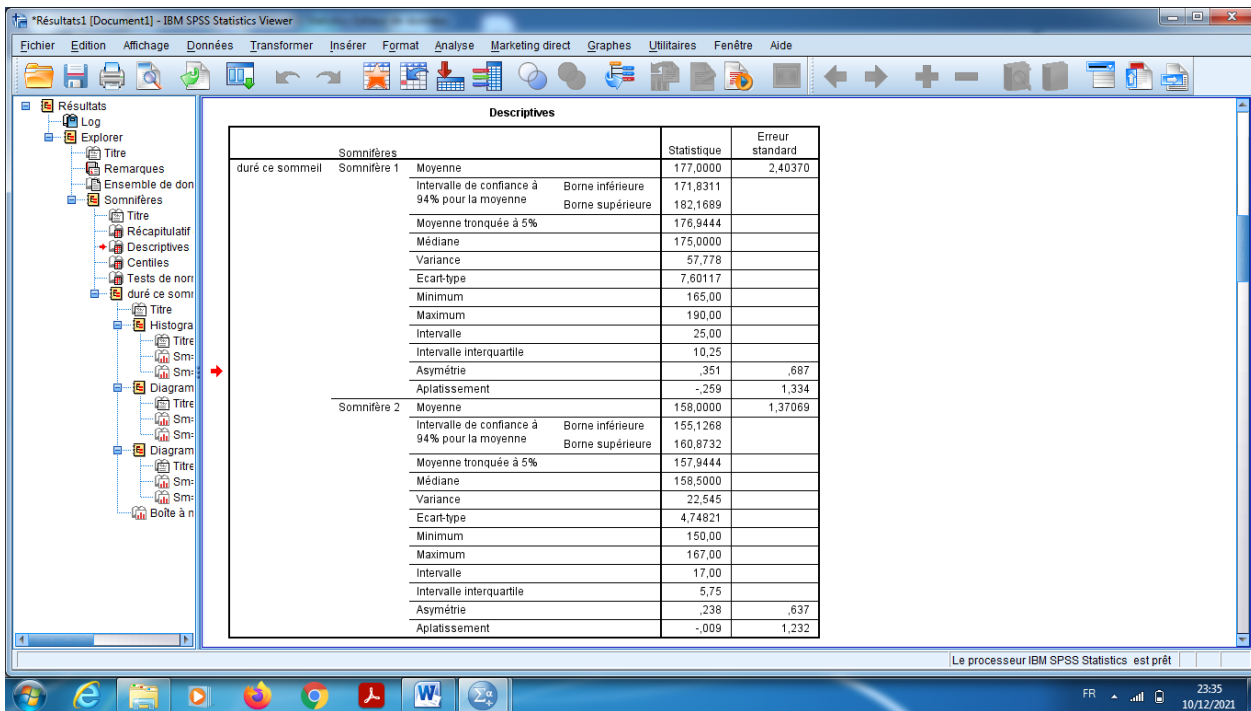 *Résultats1 [Document1] - IBM SPSS Statistics Viewer
Fichier Edition Affichage Données Transformer Insérer Format Analyse Marketing direct Graphes Utilitaires Fenêtre Aide
Résultats
Log
Explorer
Titre
Remarques
Ensemble de don
Somnifères
Titre
Récapitulatif
Descriptives
Centiles
Tests de norr
duré ce somr
Titre
Histogra
Titre
Sm
Sm
Diagram
Titre
Sm
Sm
Diagram
Titre
Sm
Sm
Boîte à n
Descriptives
Somnifères Statistique Erreur standard
duré ce sommeil Somnifère 1 Moyenne 177,0000 2,40370
Intervalle de confiance à 94% pour la moyenne Borne inférieure 171,8311
Borne supérieure 182,1689
Moyenne tronquée à 5% 176,9444
Médiane 175,0000
Variance 57,778
Ecart-type 7,60117
Minimum 165,00
Maximum 190,00
Intervalle 25,00
Intervalle interquartile 10,25
Asymétrie ,351 ,687
Aplatissement -,259 1,334
Somnifère 2 Moyenne 158,0000 1,37069
Intervalle de confiance à 94% pour la moyenne Borne inférieure 155,1268
Borne supérieure 160,8732
Moyenne tronquée à 5% 157,9444
Médiane 158,5000
Variance 22,545
Ecart-type 4,74821
Minimum 150,00
Maximum 167,00
Intervalle 17,00
Intervalle interquartile 5,75
Asymétrie ,238 ,637
Aplatissement -,009 1,232
Le processeur IBM SPSS Statistics est prêt
FR 23:35
10/12/2021